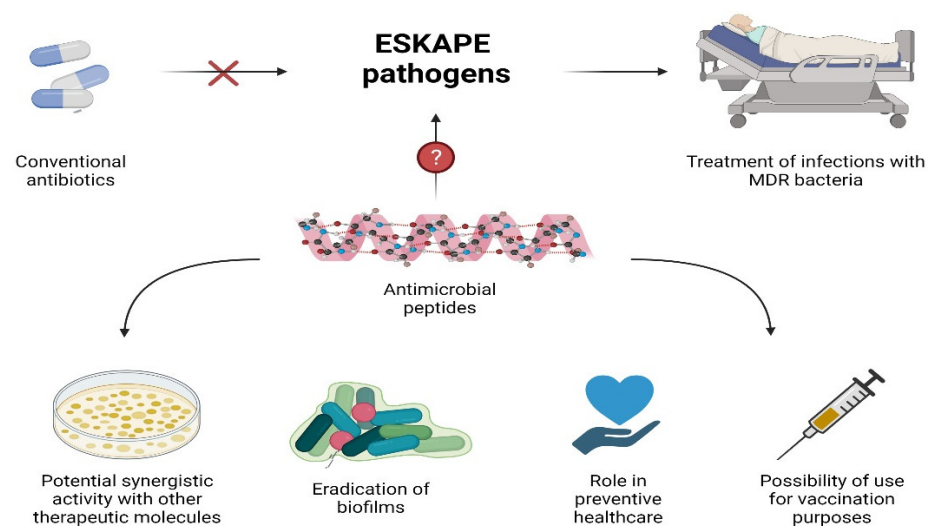 ESKAPE
pathogens
Conventional
antibiotics
?
Treatment of infections with
MDR bacteria
Antimicrobial
peptides
Potential synergistic
activity with other
therapeutic molecules
Eradication of
biofilms
Role in
preventive
healthcare
Possibility of use
for vaccination
purposes